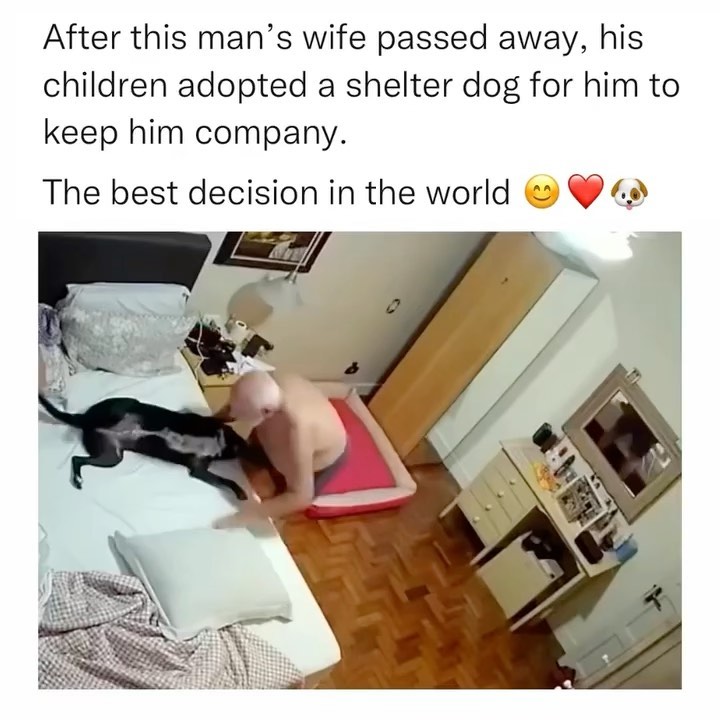 After this man’s wife passed away, his
children adopted a shelter dog for him to
keep him company.
The best decision in the world 😊❤️🐶